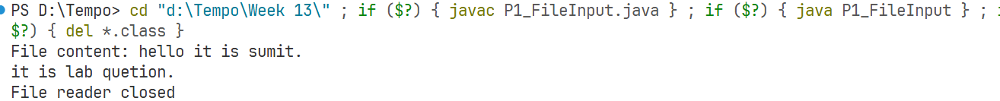 PS D:\Tempo> cd "d:\Tempo\Week 13\" ; if ($?) { javac P1_FileInput.java } ; if ($?) { java P1_FileInput } ;
$?) { del *.class }
File content: hello it is sumit.
it is lab quetion.
File reader closed